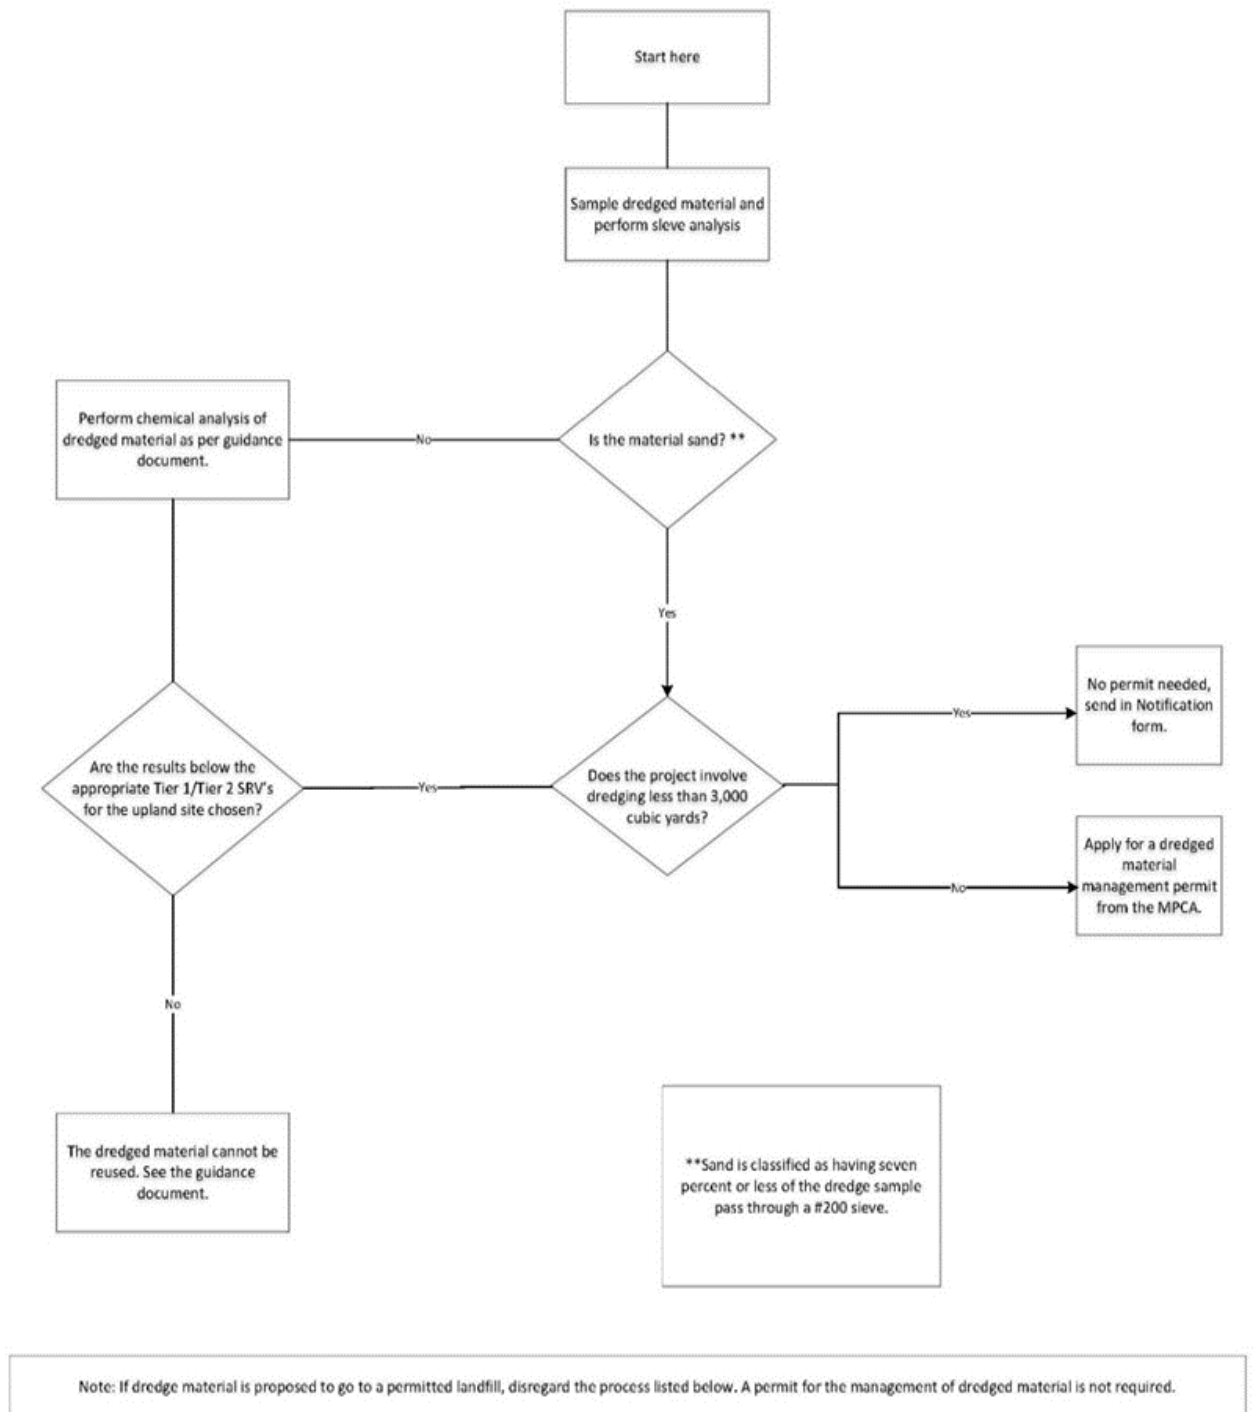 Start here
Sample dredged material and
perform sieve analysis
Is the material sand? **
No
Perform chemical analysis of
dredged material as per guidance
document.
Yes
Are the results below the
appropriate Tier 1/Tier 2 SRV's
for the upland site chosen?
Yes
Does the project involve
dredging less than 3,000
cubic yards?
Yes
No permit needed,
send in Notification
form.
No
Apply for a dredged
material
management permit
from the MPCA.
No
The dredged material cannot be
reused. See the guidance
document.
**Sand is classified as having seven
percent or less of the dredge sample
pass through a #200 sieve.
Note: If dredge material is proposed to go to a permitted landfill, disregard the process listed below. A permit for the management of dredged material is not required.